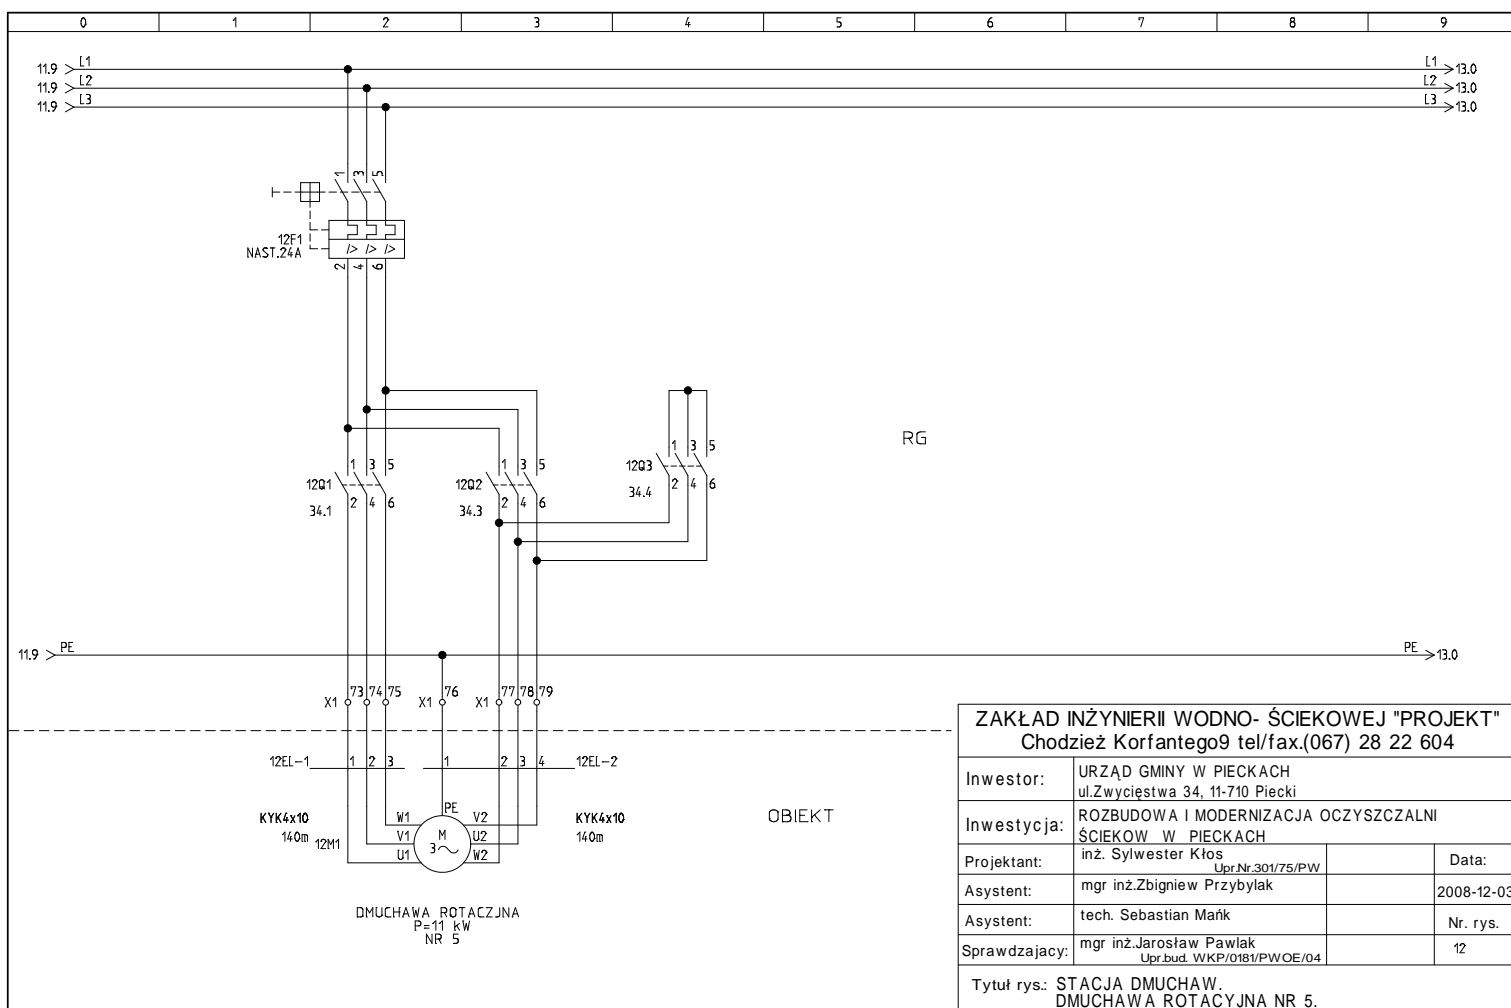 0 1 2 3 4 5 6 7 8 9
11.9 L1 L1 13.0
11.9 L2 L2 13.0
11.9 L3 L3 13.0
1 3 5
12F1
NAST.24A
I> I> I>
2 4 6
RG
1 3 5
12Q3
2 4 6
34.4
1 3 5 1 3 5
12Q1 12Q2
2 4 6 2 4 6
34.1 34.3
11.9 PE PE 13.0
X1 73 74 75 X1 76 X1 77 78 79
12EL-1 1 2 3 1 2 3 4 12EL-2
KYK4x10
140m
12M1
W1 PE V2
V1 M U2
U1 3 W2
KYK4x10
140m
OBIEKT
DMUCHAWA ROTACZJNA
P=11 kW
NR 5
ZAKŁAD INŻYNIERII WODNO- ŚCIEKOWEJ "PROJEKT"
Chodzież Korfantego9 tel/fax.(067) 28 22 604
Inwestor: URZĄD GMINY W PIECKACH
ul.Zwycięstwa 34, 11-710 Piecki
Inwestycja: ROZBUDOWA I MODERNIZACJA OCZYSZCZALNI
ŚCIEKOW W PIECKACH
Projektant: inż. Sylwester Kłos
Upr.Nr.301/75/PW
Data:
Asystent: mgr inż.Zbigniew Przybylak 2008-12-03
Asystent: tech. Sebastian Mańk Nr. rys.
Sprawdzajacy: mgr inż.Jarosław Pawlak 12
Upr.bud. WKP/0181/PWOE/04
Tytuł rys.: STACJA DMUCHAW.
DMUCHAWA ROTACYJNA NR 5.